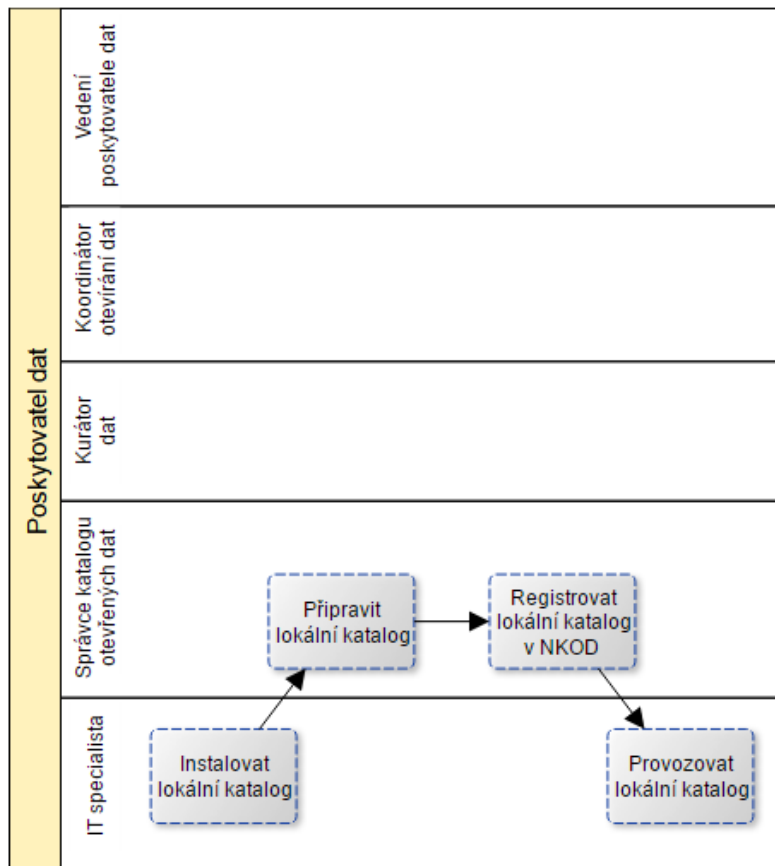 Poskytovatel dat
Vedení
poskytovatele dat
Koordinátor
otevírání dat
Kurátor
dat
Správce katalogu
otevřených dat
Připravit
lokální katalog
Registrovat
lokální katalog
v NKOD
IT specialista
Instalovat
lokální katalog
Provozovat
lokální katalog